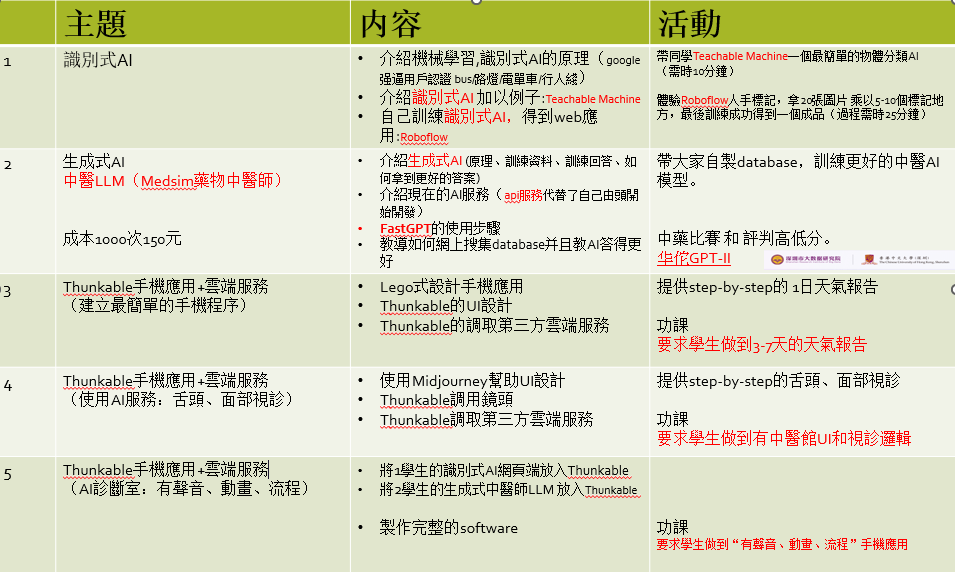 主題
内容
活動
1
識別式AI
• 介紹機械學習,識別式AI的原理（google
强逼用戶認證 bus/路燈/電單車/行人綫）
• 介紹識別式AI 加以例子:Teachable Machine
• 自己訓練識別式AI，得到web應
用:Roboflow
帶同學Teachable Machine一個最簡單的物體分類AI
（需時10分鐘）
體驗Roboflow人手標記，拿20張圖片 乘以5-10個標記地
方，最後訓練成功得到一個成品（過程需時25分鐘）
2
生成式AI
中醫LLM（Medsim藥物中醫師）
成本1000次150元
• 介紹生成式AI (原理、訓練資料、訓練回答、如
何拿到更好的答案)
• 介紹現在的AI服務（ api服務代替了自己由頭開
始開發）
• FastGPT的使用步驟
• 教導如何網上搜集database并且教AI答得更
好
帶大家自製database，訓練更好的中醫AI
模型。
中藥比賽 和 評判高低分。
华佗GPT-II
深圳市大数据研究院
3
Thunkable手機應用+雲端服務
（建立最簡單的手機程序）
• Lego式設計手機應用
• Thunkable的UI設計
• Thunkable的調取第三方雲端服務
提供step-by-step的 1日天氣報告
功課
要求學生做到3-7天的天氣報告
4
Thunkable手機應用+雲端服務
（使用AI服務：舌頭、面部視診）
• 使用Midjourney幫助UI設計
• Thunkable調用鏡頭
• Thunkable調取第三方雲端服務
提供step-by-step的舌頭、面部視診
功課
要求學生做到有中醫館UI和視診邏輯
5
Thunkable手機應用+雲端服務
（AI診斷室：有聲音、動畫、流程）
• 將1學生的識別式AI網頁端放入Thunkable
• 將2學生的生成式中醫師LLM 放入Thunkable
• 製作完整的software
功課
要求學生做到“有聲音、動畫、流程”手機應用